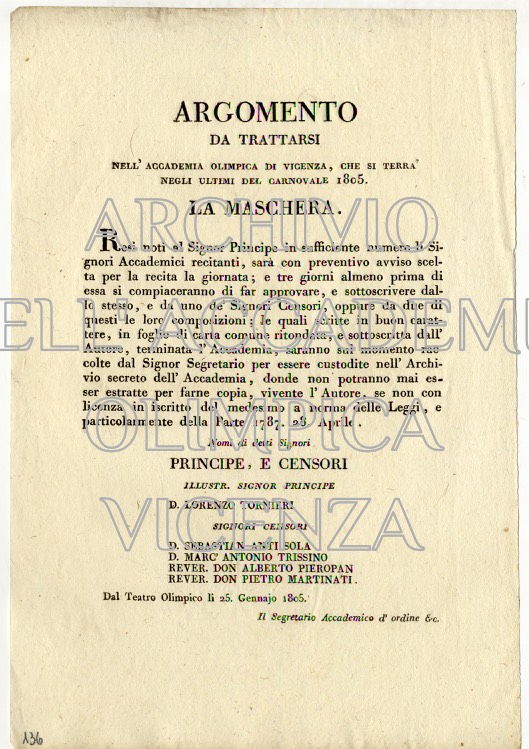 ARGOMENTO
DA TRATTARSI
NELL' ACCADEMIA OLIMPICA DI VICENZA, CHE SI TERRA'
NEGLI ULTIMI DEL CARNOVALE 1805.
LA MASCHERA.
Resi noti al Signor Principe in sufficiente numero li Si-
gnori Accademici recitanti, sarà con preventivo avviso scel-
ta per la recita la giornata; e tre giorni almeno prima di
essa si compiaceranno di far approvare, e sottoscrivere dal-
lo stesso, e da uno de' Signori Censori, oppure da due di
questi le loro composizioni; le quali scritte in buon carat-
tere, in foglio di carta comune ritondata, e sottoscritta dall'
Autore, terminata l'Accademia, saranno sul momento rac-
colte dal Signor Segretario per essere custodite nell' Archi-
vio secreto dell' Accademia, donde non potranno mai es-
ser estratte per farne copia, vivente l'Autore, se non con
licenza in iscritto del medesimo a norma delle Leggi, e
particolarmente della Parte 1787. 28. Aprile.
Nomi di detti Signori
PRINCIPE, E CENSORI
ILLUSTR. SIGNOR PRINCIPE
D. LORENZO TORNIERI
SIGNORI CENSORI
D. SEBASTIAN ANTI SOLA
D. MARC' ANTONIO TRISSINO
REVER. DON ALBERTO PIEROPAN
REVER. DON PIETRO MARTINATI.
Dal Teatro Olimpico li 25. Gennajo 1805.
Il Segretario Accademico d' ordine &c.
136
ARCHIVIO
ELL' ACCADEM
OLIMPICA
VICENZA